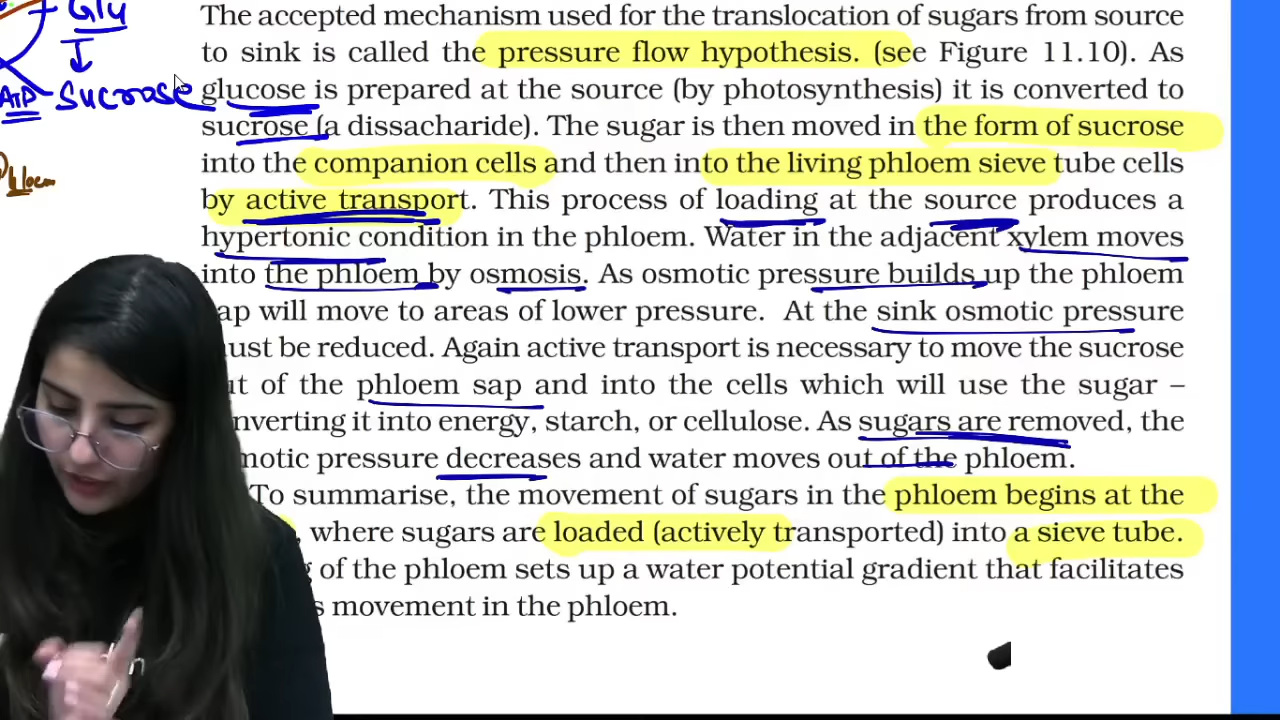 Glu
ATP Sucrose
Phloem
The accepted mechanism used for the translocation of sugars from source
to sink is called the pressure flow hypothesis. (see Figure 11.10). As
glucose is prepared at the source (by photosynthesis) it is converted to
sucrose (a dissacharide). The sugar is then moved in the form of sucrose
into the companion cells and then into the living phloem sieve tube cells
by active transport. This process of loading at the source produces a
hypertonic condition in the phloem. Water in the adjacent xylem moves
into the phloem by osmosis. As osmotic pressure builds up the phloem
ap will move to areas of lower pressure. At the sink osmotic pressure
ust be reduced. Again active transport is necessary to move the sucrose
ut of the phloem sap and into the cells which will use the sugar –
nverting it into energy, starch, or cellulose. As sugars are removed, the
motic pressure decreases and water moves out of the phloem.
To summarise, the movement of sugars in the phloem begins at the
, where sugars are loaded (actively transported) into a sieve tube.
g of the phloem sets up a water potential gradient that facilitates
s movement in the phloem.